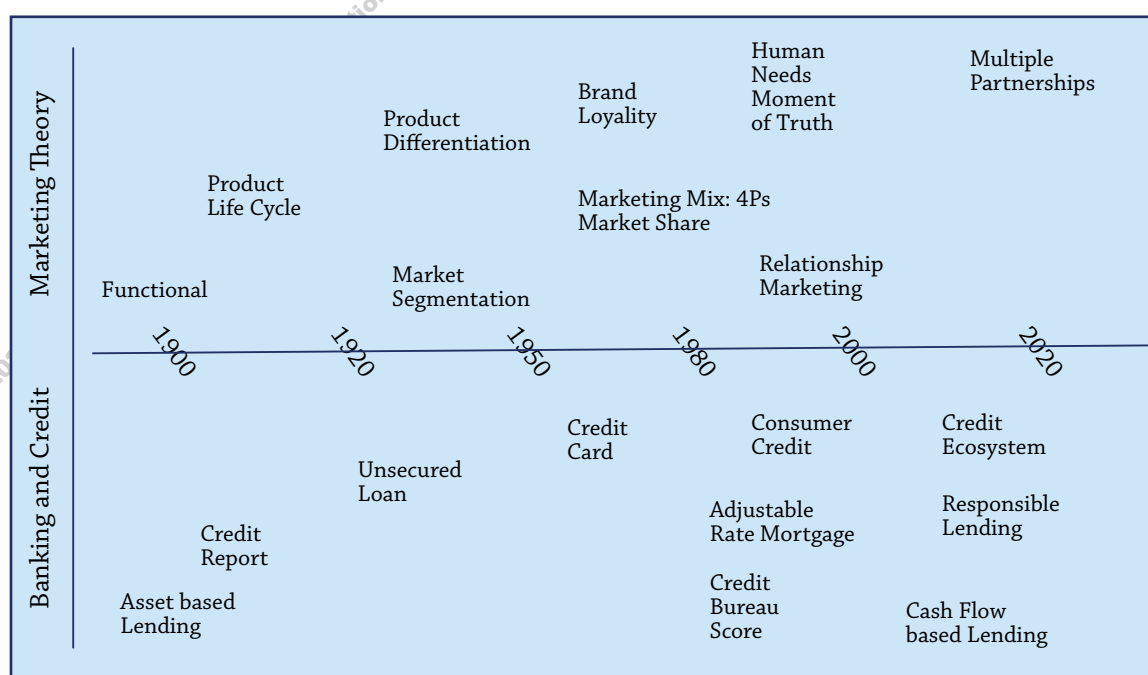 Marketing Theory
Human
Needs
Moment
of Truth
Multiple
Partnerships
Brand
Loyality
Product
Differentiation
Product
Life Cycle
Marketing Mix: 4Ps
Market Share
Functional
Market
Segmentation
Relationship
Marketing
1900
1920
1950
1980
2000
2020
Banking and Credit
Credit
Card
Consumer
Credit
Credit
Ecosystem
Unsecured
Loan
Adjustable
Rate Mortgage
Responsible
Lending
Credit
Report
Asset based
Lending
Credit
Bureau
Score
Cash Flow
based Lending